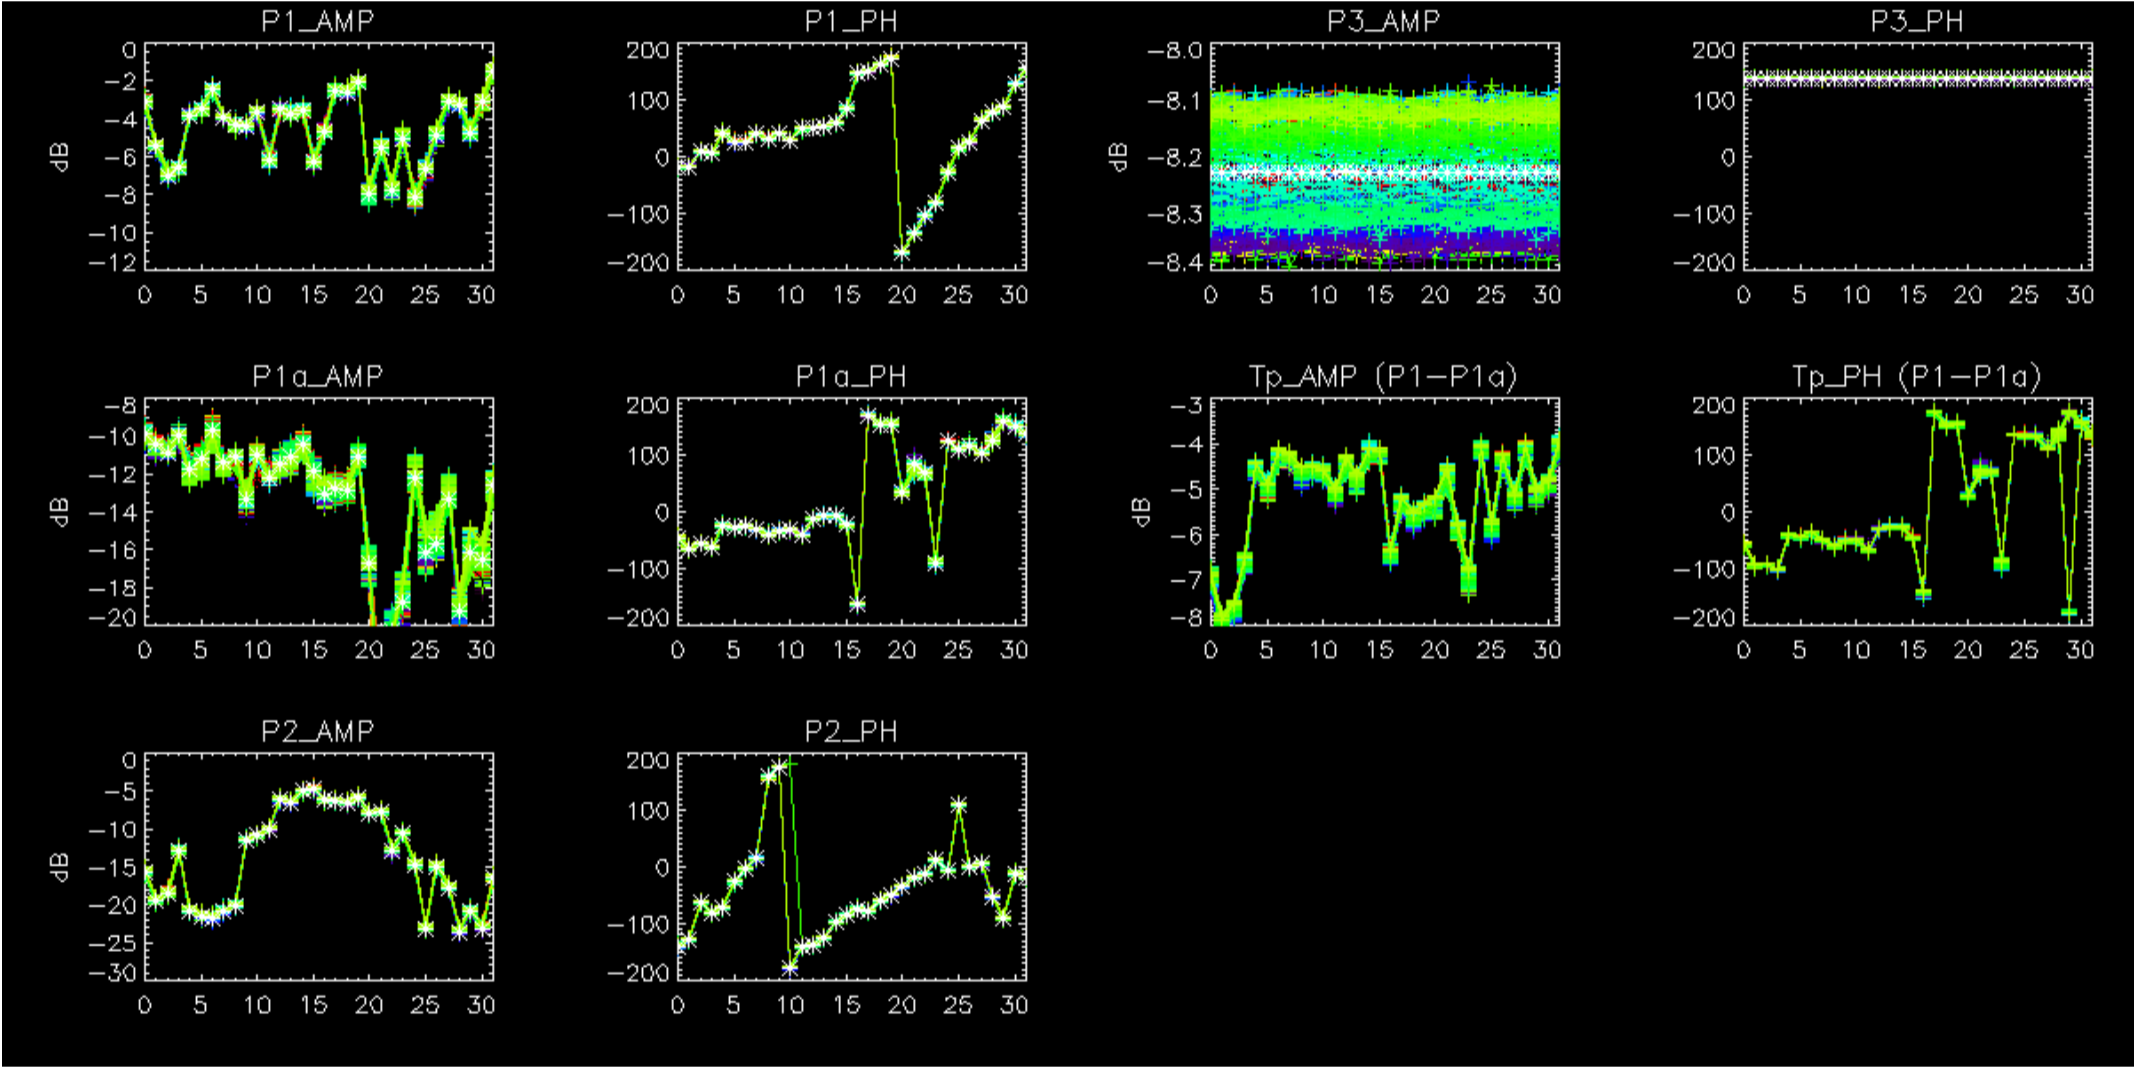 P1_AMP P1_PH P3_AMP P3_PH
0 200 -8.0 200
-2 100 -8.1 100
-4 0 -8.2 0
-6 -100 -8.3 -100
-8 -200 -8.4 -200
-10
-12
dB dB
0 5 10 15 20 25 30 0 5 10 15 20 25 30 0 5 10 15 20 25 30 0 5 10 15 20 25 30
P1a_AMP P1a_PH Tp_AMP (P1-P1a) Tp_PH (P1-P1a)
-8 200 -3 200
-10 100 -4 100
-12 0 -5 0
-14 -100 -6 -100
-16 -200 -7 -200
-18 -8
-20
dB dB
0 5 10 15 20 25 30 0 5 10 15 20 25 30 0 5 10 15 20 25 30 0 5 10 15 20 25 30
P2_AMP P2_PH
0 200
-5 100
-10 0
-15 -100
-20 -200
-25
-30
dB
0 5 10 15 20 25 30 0 5 10 15 20 25 30